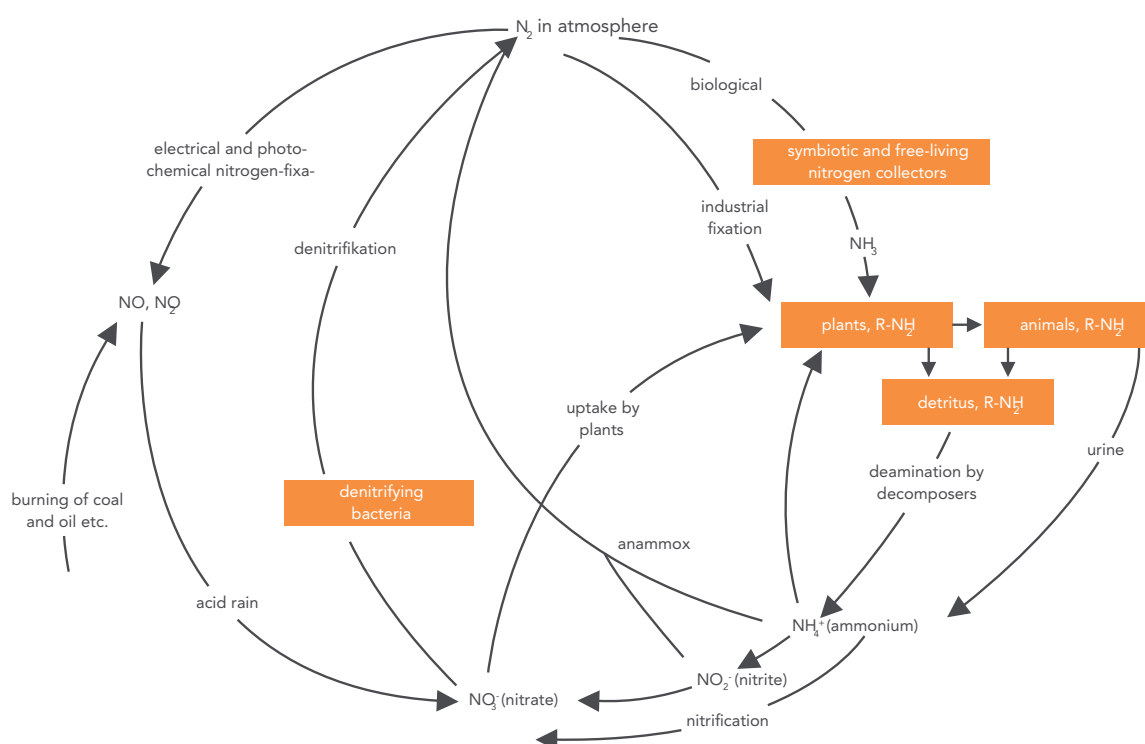 N₂ in atmosphere
biological
electrical and photo-
chemical nitrogen-fixa-
symbiotic and free-living
nitrogen collectors
industrial
fixation
denitrifikation
NH₃
NO, NO₂
plants, R-NH₂
animals, R-NH₂
detritus, R-NH₂
uptake by
plants
urine
deamination by
decomposers
burning of coal
and oil etc.
denitrifying
bacteria
anammox
acid rain
NH₄⁺ (ammonium)
NO₂⁻ (nitrite)
NO₃⁻ (nitrate)
nitrification